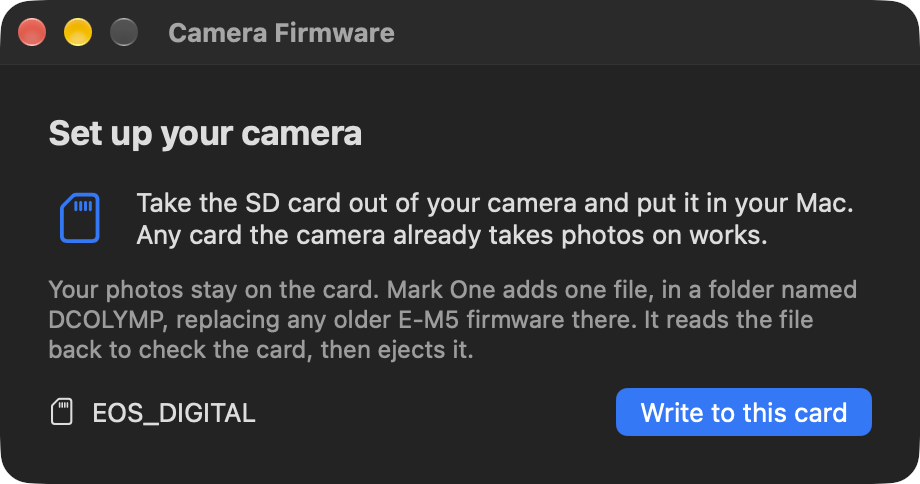 Camera Firmware
Set up your camera
Take the SD card out of your camera and put it in your Mac.
Any card the camera already takes photos on works.
Your photos stay on the card. Mark One adds one file, in a folder named
DCOLYMP, replacing any older E-M5 firmware there. It reads the file
back to check the card, then ejects it.
EOS_DIGITAL
Write to this card